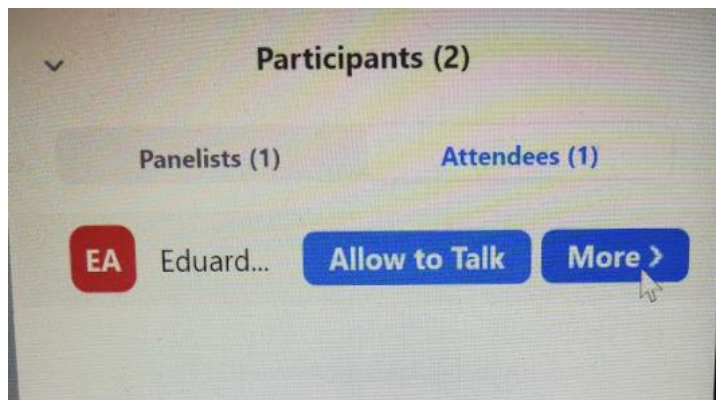 Participants (2)
Panelists (1) Attendees (1)
EA Eduard... Allow to Talk More >